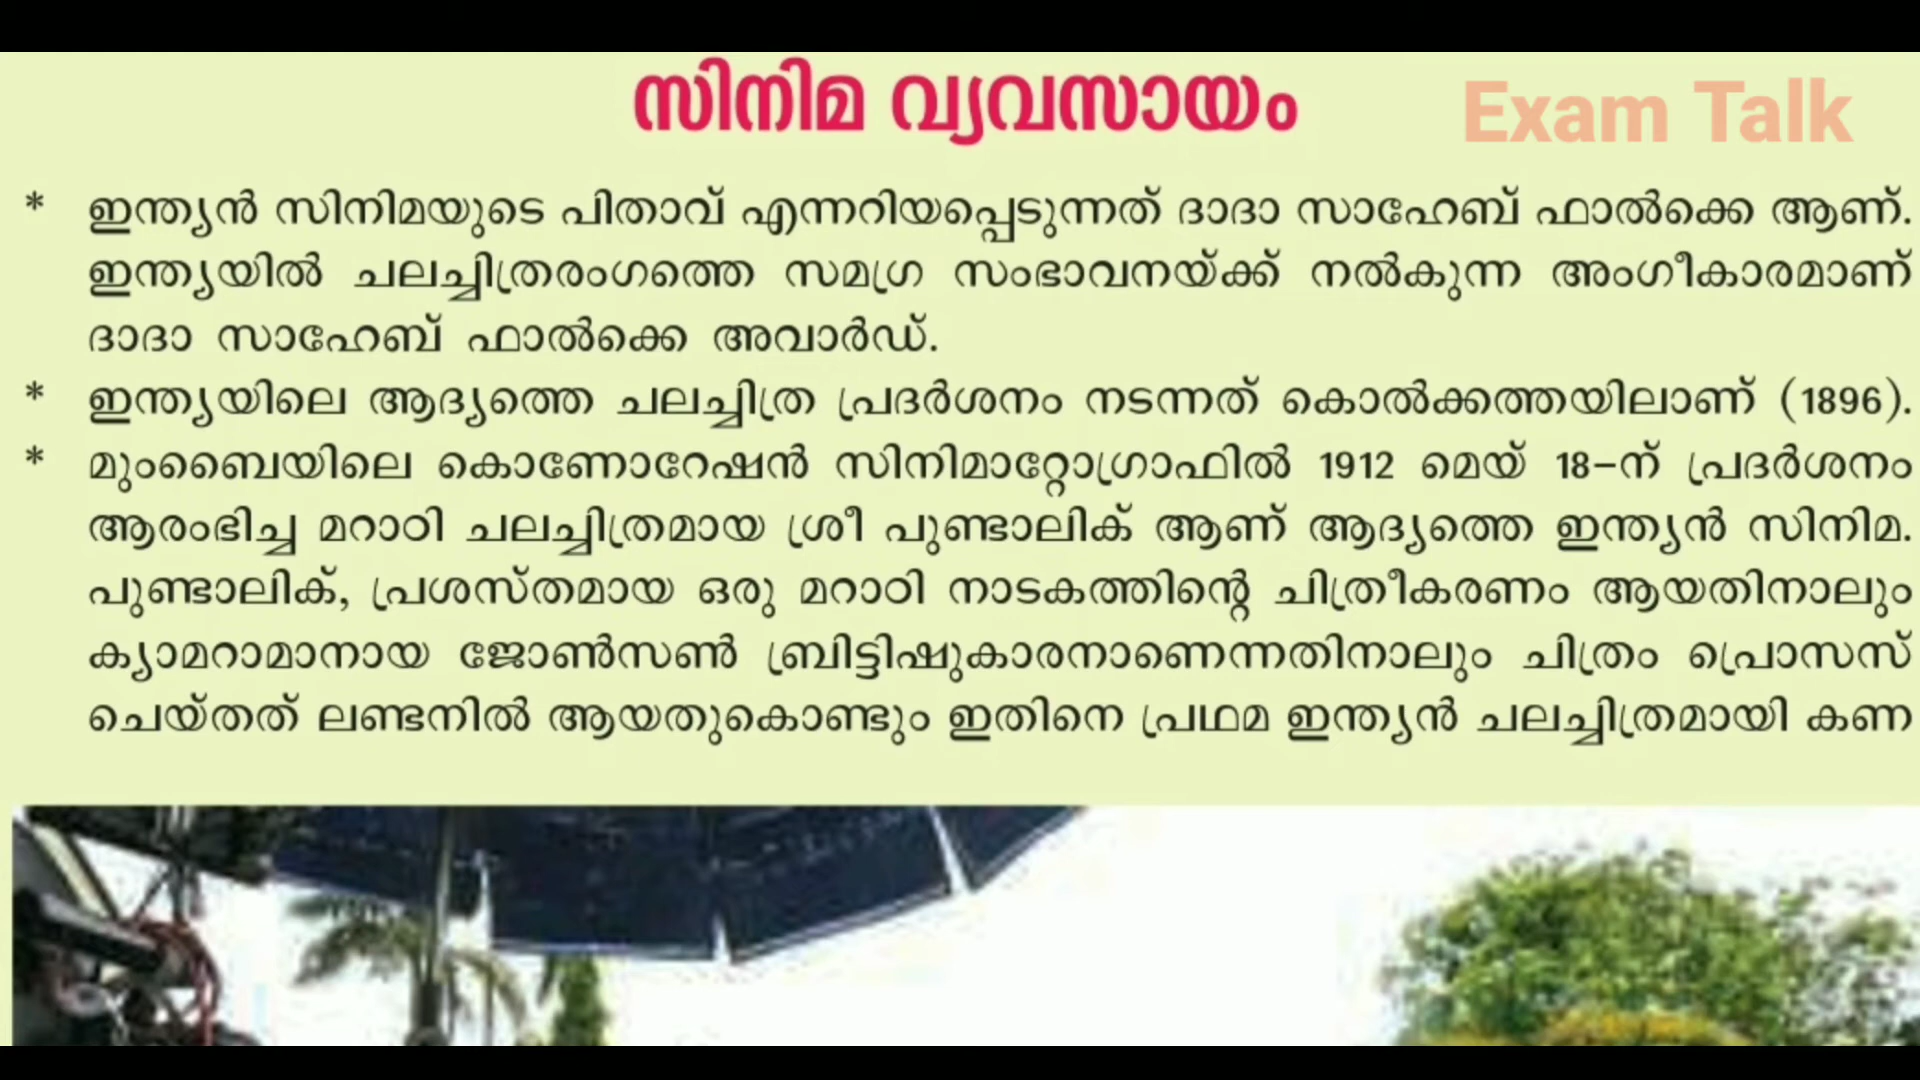 സിനിമ വ്യവസായം
Exam Talk
* ഇന്ത്യൻ സിനിമയുടെ പിതാവ് എന്നറിയപ്പെടുന്നത് ദാദാ സാഹേബ് ഫാൽക്കെ ആണ്.
ഇന്ത്യയിൽ ചലച്ചിത്രരംഗത്തെ സമഗ്ര സംഭാവനയ്ക്ക് നൽകുന്ന അംഗീകാരമാണ്
ദാദാ സാഹേബ് ഫാൽക്കെ അവാർഡ്.
* ഇന്ത്യയിലെ ആദ്യത്തെ ചലച്ചിത്ര പ്രദർശനം നടന്നത് കൊൽക്കത്തയിലാണ് (1896).
* മുംബൈയിലെ കൊണോറേഷൻ സിനിമാറ്റോഗ്രാഫിൽ 1912 മെയ് 18-ന് പ്രദർശനം
ആരംഭിച്ച മറാഠി ചലച്ചിത്രമായ ശ്രീ പുണ്ടാലിക് ആണ് ആദ്യത്തെ ഇന്ത്യൻ സിനിമ.
പുണ്ടാലിക്, പ്രശസ്തമായ ഒരു മറാഠി നാടകത്തിന്റെ ചിത്രീകരണം ആയതിനാലും
ക്യാമറാമാനായ ജോൺസൺ ബ്രിട്ടിഷുകാരനാണെന്നതിനാലും ചിത്രം പ്രൊസസ്
ചെയ്തത് ലണ്ടനിൽ ആയതുകൊണ്ടും ഇതിനെ പ്രഥമ ഇന്ത്യൻ ചലച്ചിത്രമായി കണ